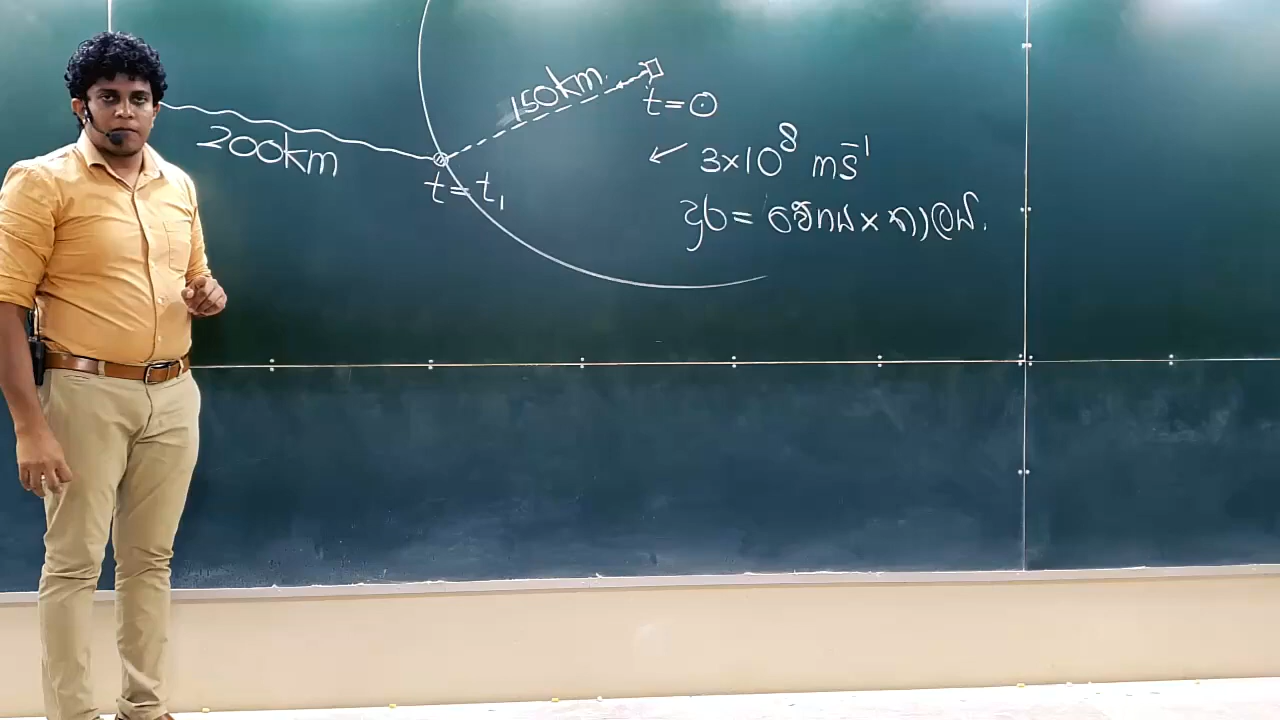 150km
t=0
200km
3×10⁸ ms⁻¹
t=t₁
දුර = වේගය × කාලය.